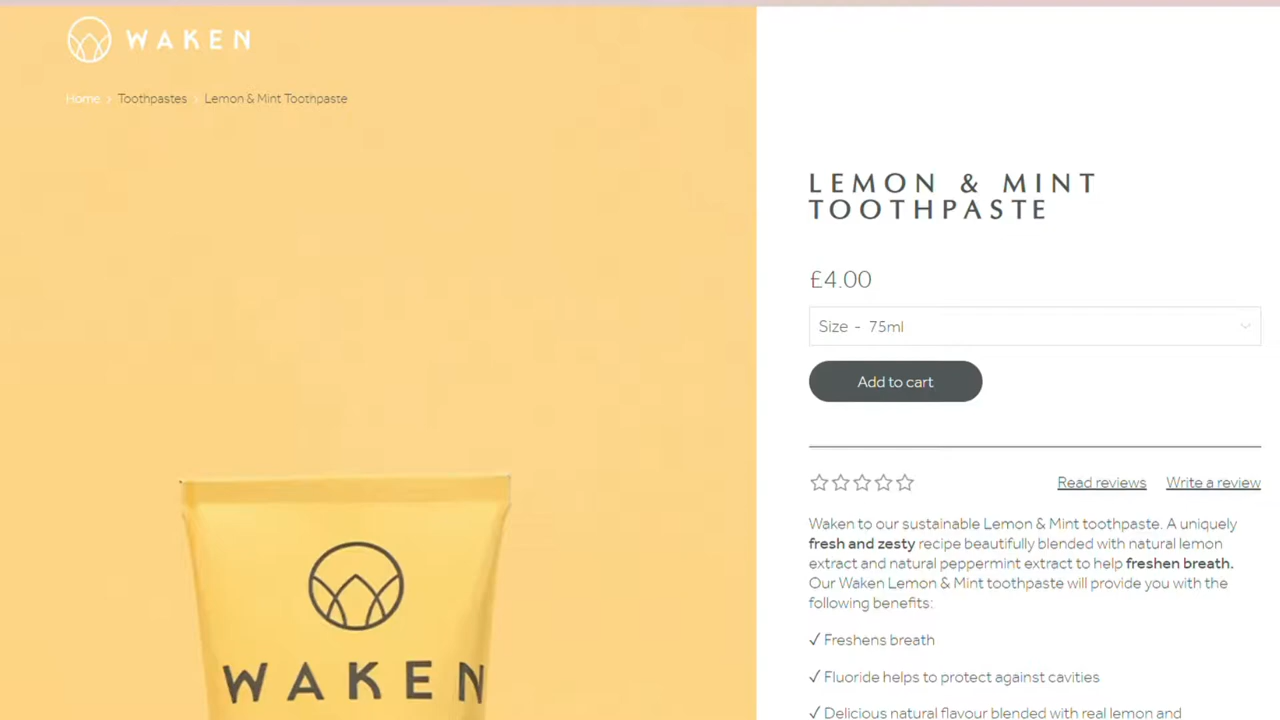 WAKEN
Home > Toothpastes > Lemon & Mint Toothpaste
LEMON & MINT
TOOTHPASTE
£4.00
Size - 75ml
Add to cart
Read reviews Write a review
Waken to our sustainable Lemon & Mint toothpaste. A uniquely
fresh and zesty recipe beautifully blended with natural lemon
extract and natural peppermint extract to help freshen breath.
Our Waken Lemon & Mint toothpaste will provide you with the
following benefits:
✓ Freshens breath
✓ Fluoride helps to protect against cavities
✓ Delicious natural flavour blended with real lemon and
WAKEN